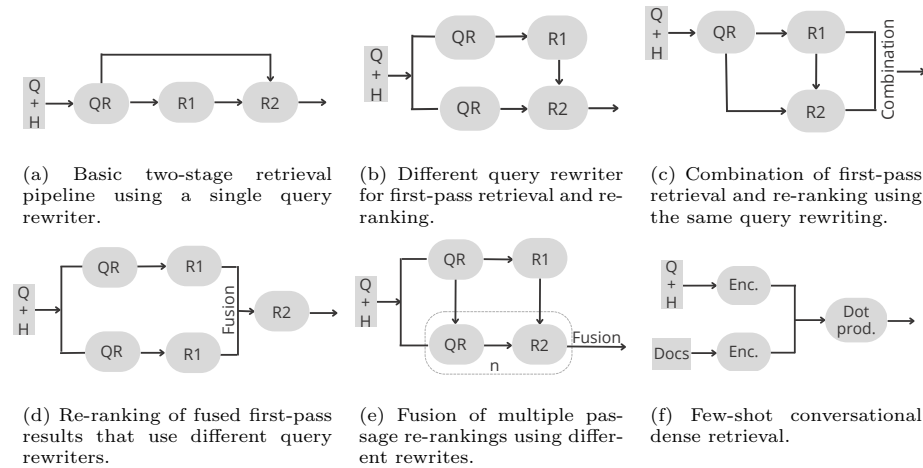 Q
+
H
QR
R1
R2
(a) Basic two-stage retrieval
pipeline using a single query
rewriter.
Q
+
H
QR
R1
QR
R2
(b) Different query rewriter
for first-pass retrieval and re-
ranking.
Q
+
H
QR
R1
R2
Combination
(c) Combination of first-pass
retrieval and re-ranking using
the same query rewriting.
Q
+
H
QR
R1
QR
R1
Fusion
R2
(d) Re-ranking of fused first-pass
results that use different query
rewriters.
Q
+
H
QR
R1
QR
R2
n
Fusion
(e) Fusion of multiple pas-
sage re-rankings using differ-
ent rewrites.
Q
+
H
Enc.
Docs
Enc.
Dot
prod.
(f) Few-shot conversational
dense retrieval.